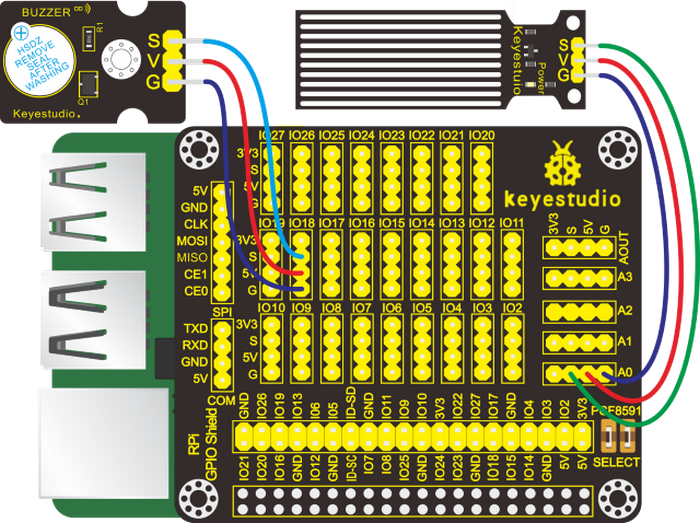 BUZZER
R1
HSDZ
REMOVE
SEAL
AFTER
WASHING
S
V
G
Q1
Keyestudio.
Keyestudio
Power
S
V
G
IO27 IO26 IO25 IO24 IO23 IO22 IO21 IO20
3V3
S
5V
G
keyestudio
5V
GND
CLK
MOSI
MISO
CE1
CE0
SPI
IO19 IO18 IO17 IO16 IO15 IO14 IO13 IO12 IO11
3V3
S
5V
G
3V3 S 5V G
AOUT
A3
A2
A1
A0
IO10 IO9 IO8 IO7 IO6 IO5 IO4 IO3 IO2
3V3
S
5V
G
TXD
RXD
GND
5V
COM
RPi
GPIO Shield
GND IO26 IO19 IO13 IO6 IO5 ID-SD GND IO11 IO9 IO10 3V3 IO22 IO27 IO17 GND IO4 IO3 IO2 3V3
PCF8591
IO21 IO20 IO16 GND IO12 GND ID-SC IO7 IO8 IO25 GND IO24 IO23 GND IO18 IO15 IO14 GND 5V 5V
SELECT